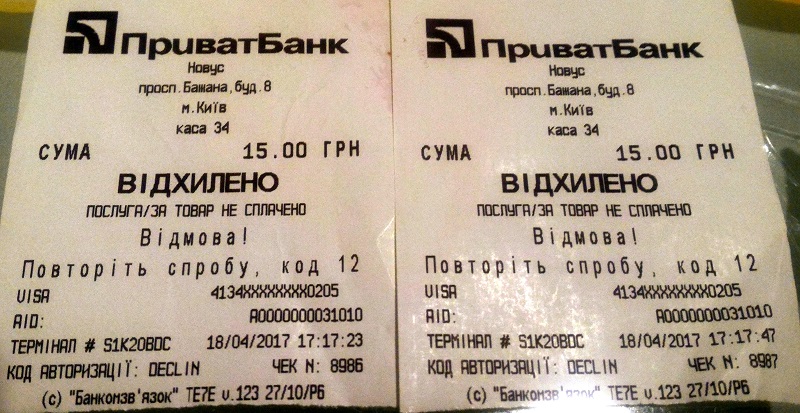 ПриватБанк
Новус
просп.Бажана,буд.8
м.Київ
каса 34
СУМА 15.00 ГРН
ВІДХИЛЕНО
ПОСЛУГА/ЗА ТОВАР НЕ СПЛАЧЕНО
Відмова!
Повторіть спробу, код 12
VISA 4134XXXXXXXX0205
AID: A0000000031010
ТЕРМІНАЛ # S1K20BDC 18/04/2017 17:17:23
КОД АВТОРИЗАЦІЇ: DECLIN ЧЕК N: 8986
(c) "Банкомзв'язок" TE7E v.123 27/10/P6
ПриватБанк
Новус
просп.Бажана,буд.8
м.Київ
каса 34
СУМА 15.00 ГРН
ВІДХИЛЕНО
ПОСЛУГА/ЗА ТОВАР НЕ СПЛАЧЕНО
Відмова!
Повторіть спробу, код 12
VISA 4134XXXXXXXX0205
AID: A0000000031010
ТЕРМІНАЛ # S1K20BDC 18/04/2017 17:17:47
КОД АВТОРИЗАЦІЇ: DECLIN ЧЕК N: 8987
(c) "Банкомзв'язок" TE7E v.123 27/10/P6